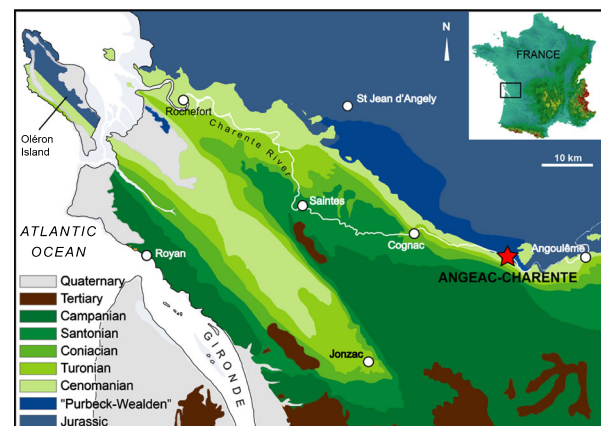 N
FRANCE
10 km
St Jean d'Angely
Rochefort
Charente River
Oléron
Island
Saintes
Cognac
Angoulême
ANGEAC-CHARENTE
ATLANTIC
OCEAN
Royan
GIRONDE
Jonzac
Quaternary
Tertiary
Campanian
Santonian
Coniacian
Turonian
Cenomanian
"Purbeck-Wealden"
Jurassic